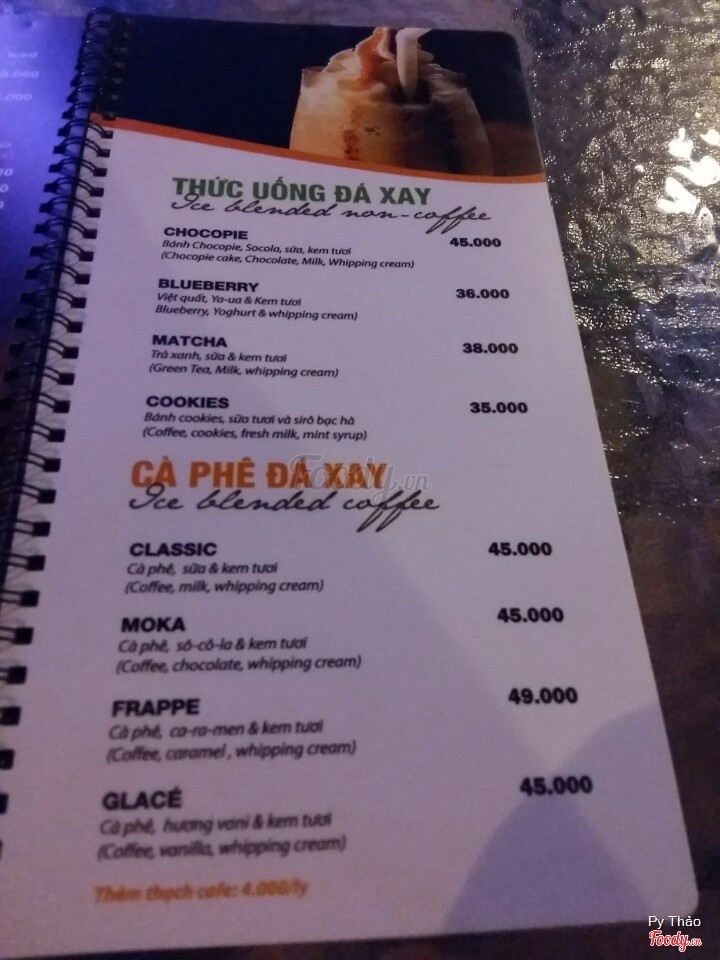 THỨC UỐNG ĐÁ XAY
Ice blended non-coffee
CHOCOPIE 45.000
Bánh Chocopie, Socola, sữa, kem tươi
(Chocopie cake, Chocolate, Milk, Whipping cream)
BLUEBERRY 36.000
Việt quất, Ya-ua & Kem tươi
Blueberry, Yoghurt & whipping cream)
MATCHA 38.000
Trà xanh, sữa & kem tươi
(Green Tea, Milk, whipping cream)
COOKIES 35.000
Bánh cookies, sữa tươi và sirô bạc hà
(Coffee, cookies, fresh milk, mint syrup)
CÀ PHÊ ĐÁ XAY
Foody.vn
Ice blended coffee
CLASSIC 45.000
Cà phê, sữa & kem tươi
(Coffee, milk, whipping cream)
MOKA 45.000
Cà phê, sô-cô-la & kem tươi
(Coffee, chocolate, whipping cream)
FRAPPE 49.000
Cà phê, ca-ra-men & kem tươi
(Coffee, caramel , whipping cream)
GLACÉ 45.000
Cà phê, hương vani & kem tươi
(Coffee, vanilla, whipping cream)
Thêm thạch cafe: 4.000/ly
Py Thảo
Foody.vn